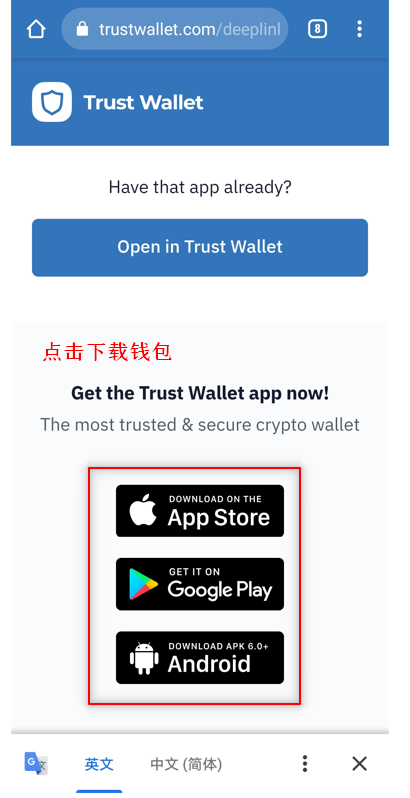 trustwallet.com/deeplinl
8
Trust Wallet
Have that app already?
Open in Trust Wallet
点击下载钱包
Get the Trust Wallet app now!
The most trusted & secure crypto wallet
DOWNLOAD ON THE
App Store
GET IT ON
Google Play
DOWNLOAD APK 6.0+
Android
英文 中文 (简体)